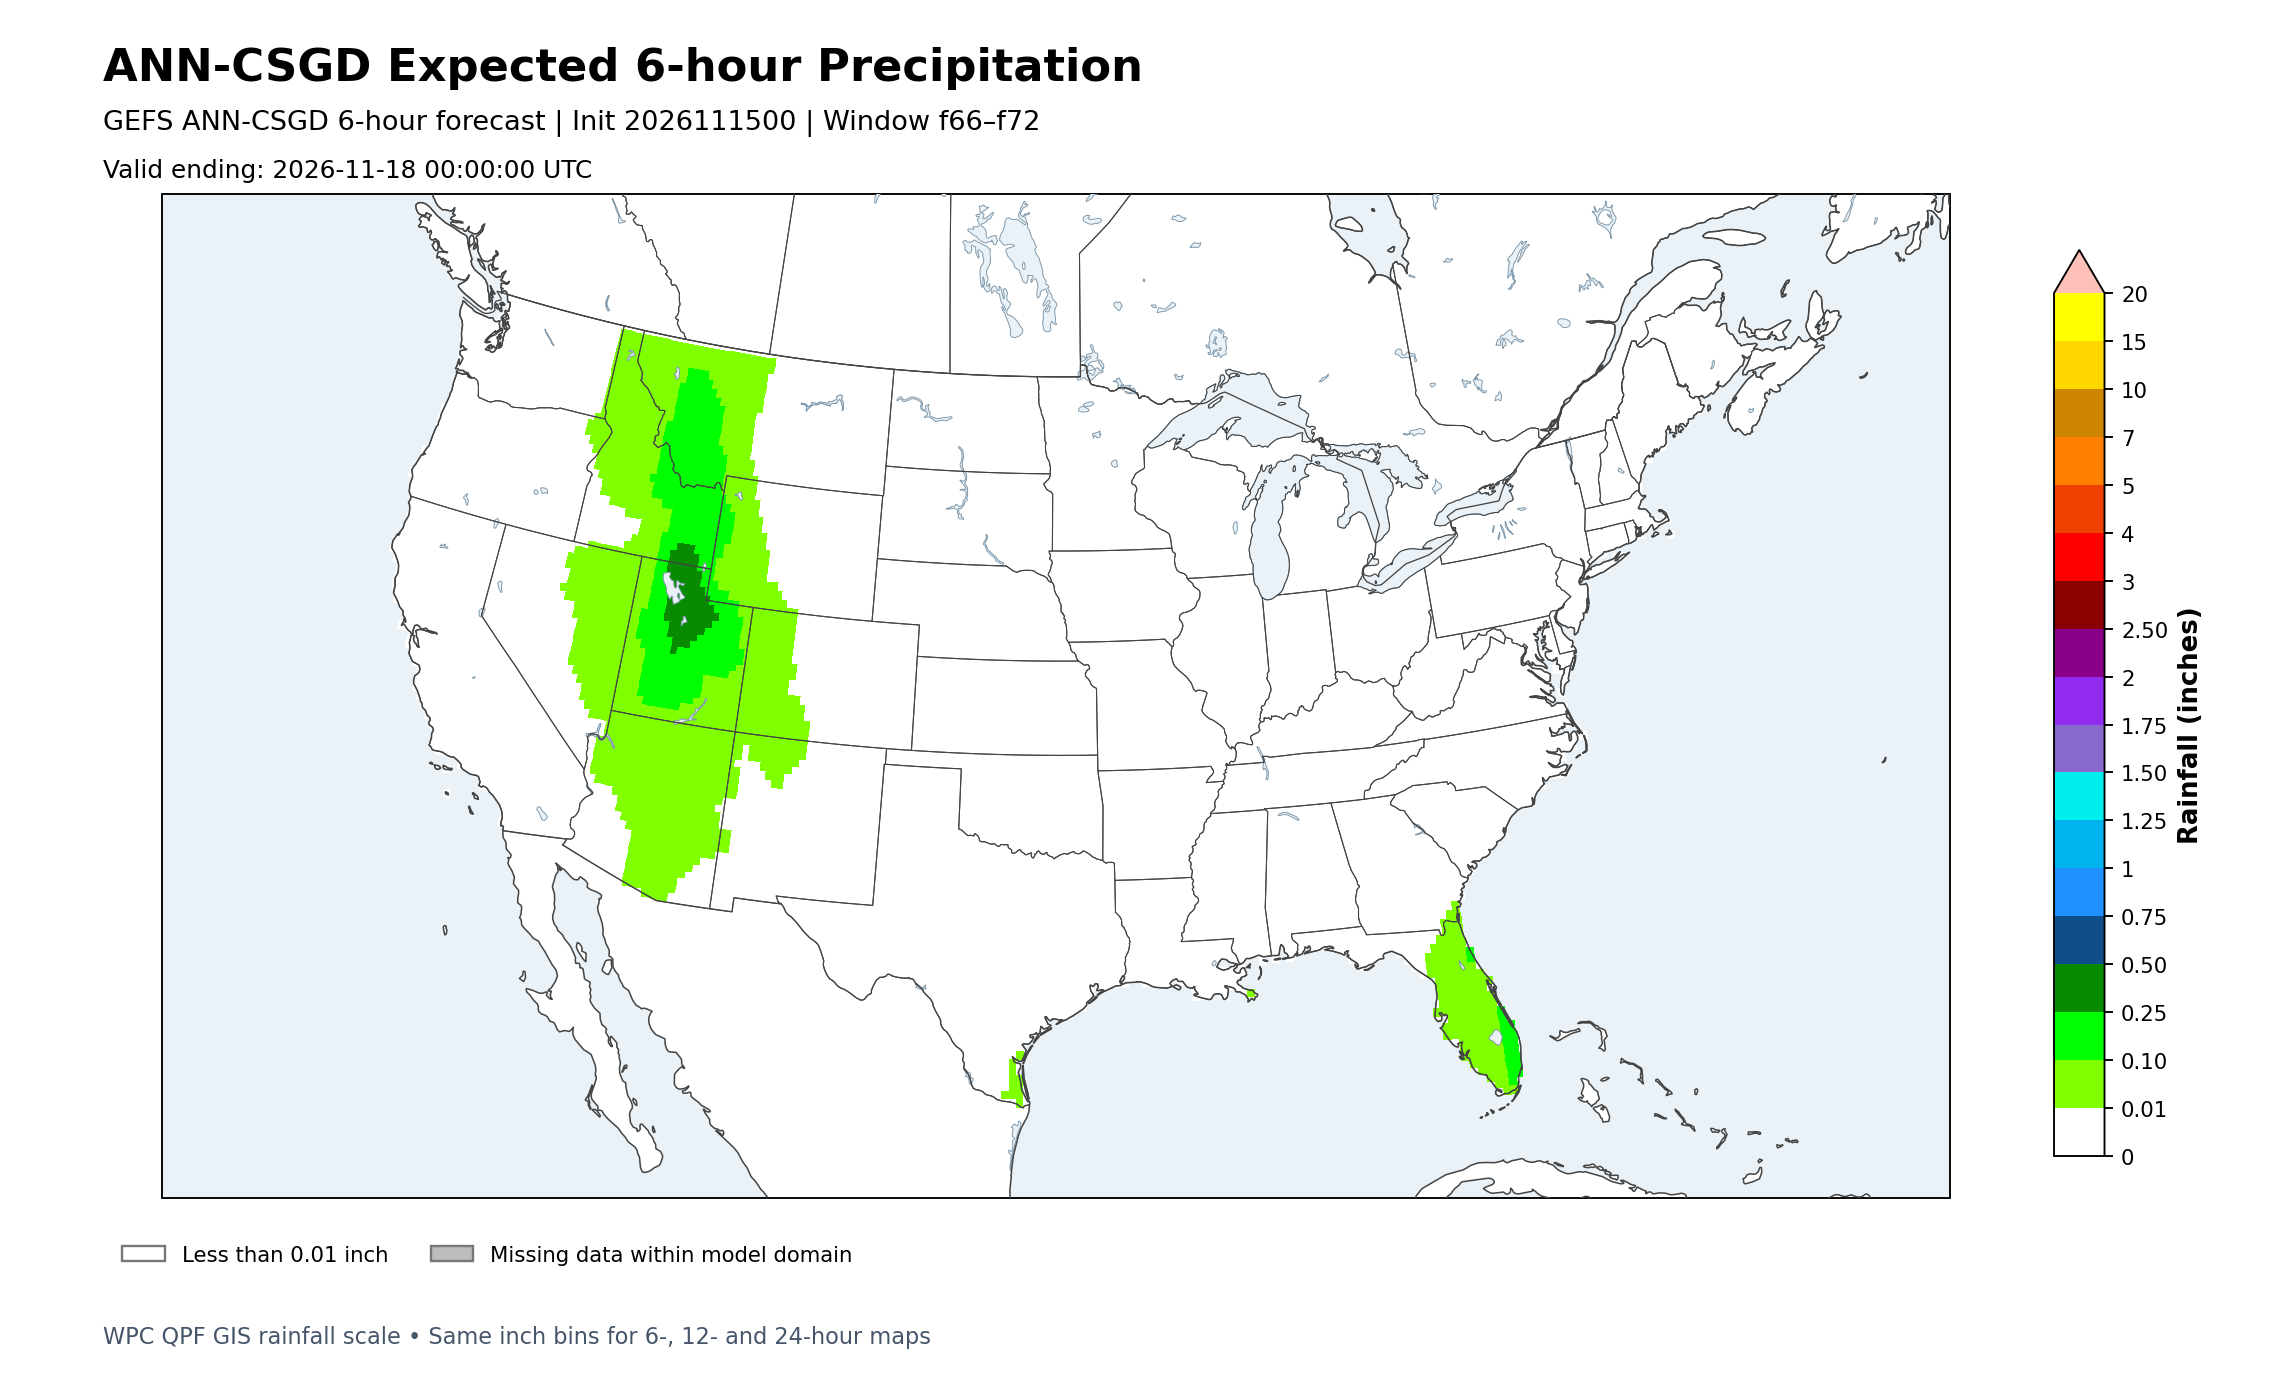 ANN-CSGD Expected 6-hour Precipitation
GEFS ANN-CSGD 6-hour forecast | Init 2026111500 | Window f66–f72
Valid ending: 2026-11-18 00:00:00 UTC
20
15
10
7
5
4
3
2.50
2
1.75
1.50
1.25
1
0.75
0.50
0.25
0.10
0.01
0
Rainfall (inches)
Less than 0.01 inch
Missing data within model domain
WPC QPF GIS rainfall scale • Same inch bins for 6-, 12- and 24-hour maps